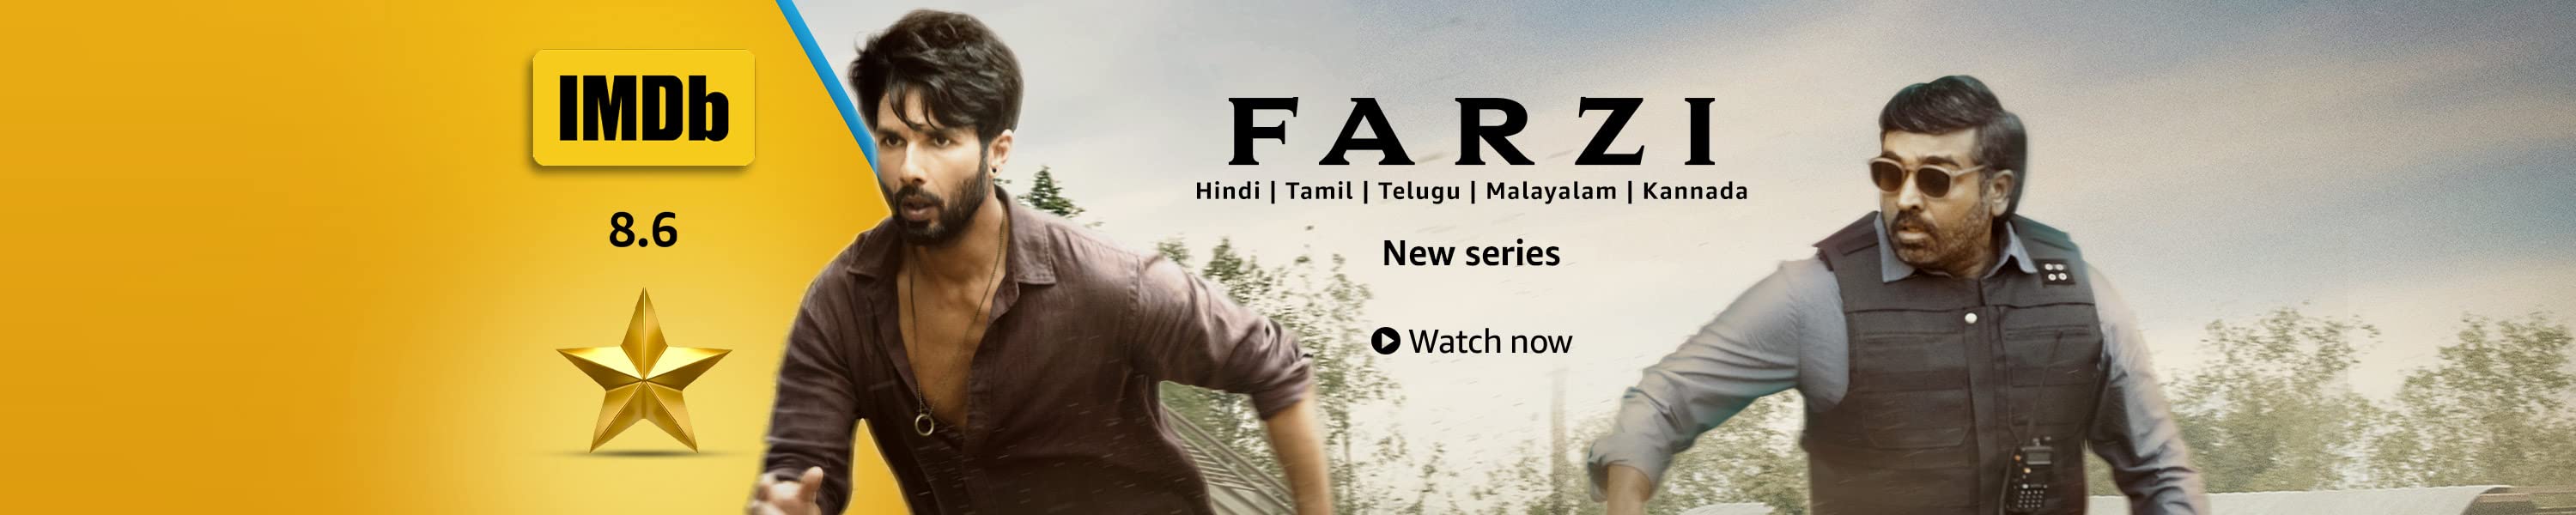 IMDb
8.6
FARZI
Hindi | Tamil | Telugu | Malayalam | Kannada
New series
Watch now